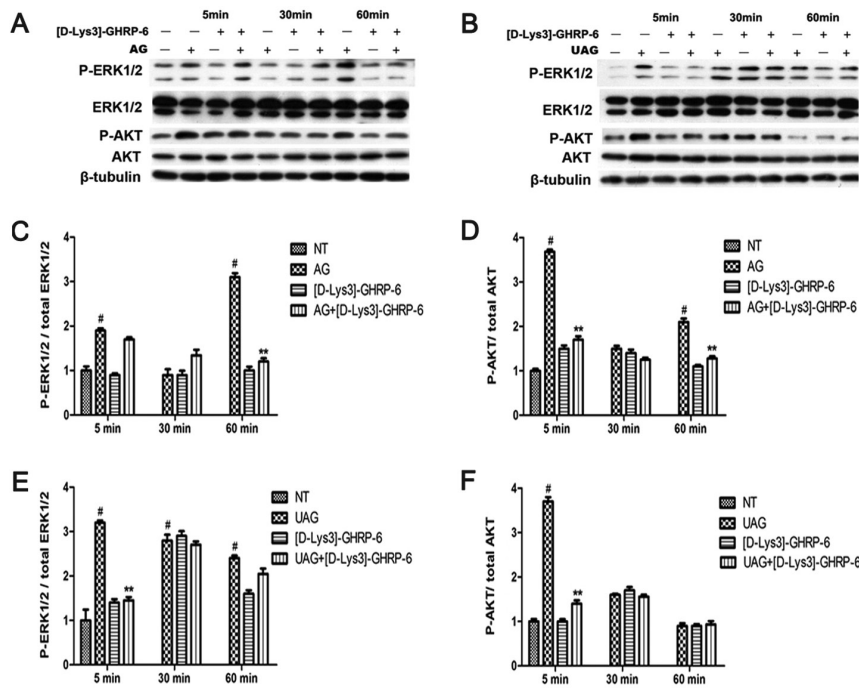 A
5min 30min 60min
[D-Lys3]-GHRP-6 — — + + — + + — + +
AG — + — + + — + + — +
P-ERK1/2
ERK1/2
P-AKT
AKT
β-tubulin
B
5min 30min 60min
[D-Lys3]-GHRP-6 — — + + — + + — + +
UAG — + — + + — + + — +
P-ERK1/2
ERK1/2
P-AKT
AKT
β-tubulin
C
P-ERK1/2 / total ERK1/2
4
3
2
1
0
#
#
**
5 min 30 min 60 min
NT
AG
[D-Lys3]-GHRP-6
AG+[D-Lys3]-GHRP-6
D
P-AKT/ total AKT
4
3
2
1
0
#
**
#
**
5 min 30 min 60 min
NT
AG
[D-Lys3]-GHRP-6
AG+[D-Lys3]-GHRP-6
E
P-ERK1/2 / total ERK1/2
4
3
2
1
0
#
**
#
#
5 min 30 min 60 min
NT
UAG
[D-Lys3]-GHRP-6
UAG+[D-Lys3]-GHRP-6
F
P-AKT/ total AKT
4
3
2
1
0
#
**
5 min 30 min 60 min
NT
UAG
[D-Lys3]-GHRP-6
UAG+[D-Lys3]-GHRP-6